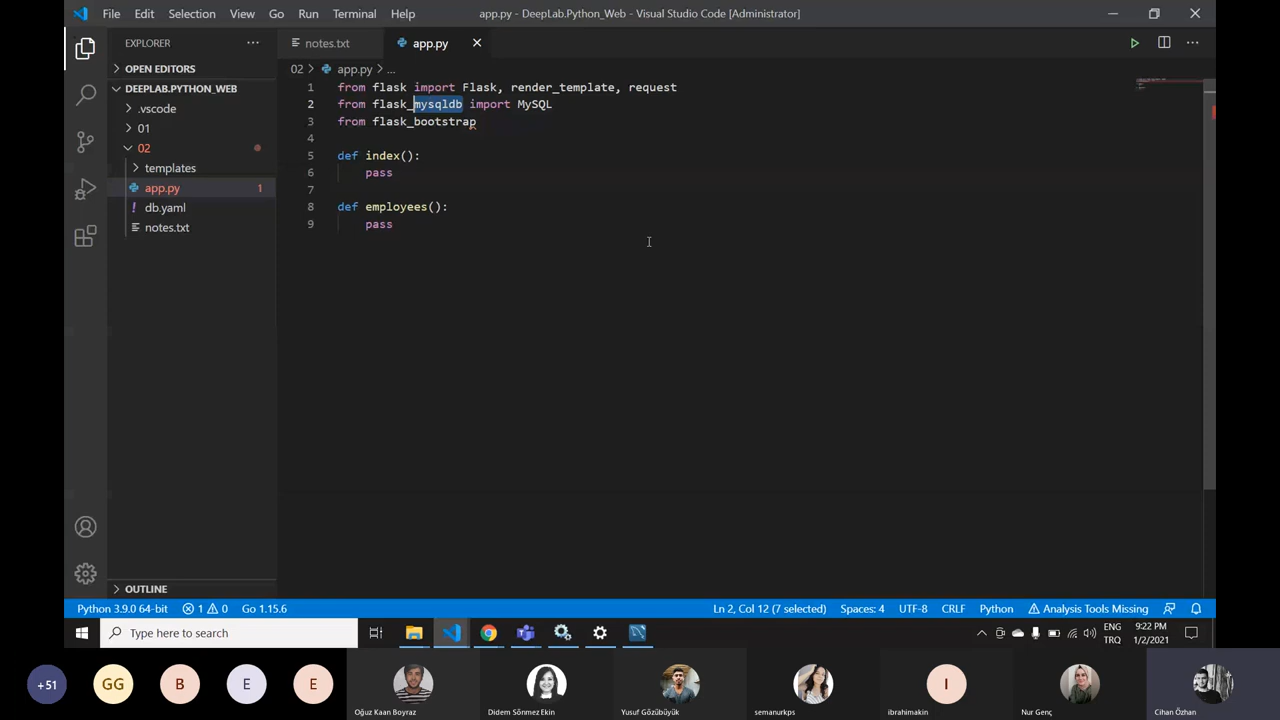 File Edit Selection View Go Run Terminal Help
app.py - DeepLab.Python_Web - Visual Studio Code [Administrator]
EXPLORER
notes.txt
app.py
OPEN EDITORS
02 > app.py > ...
DEEPLAB.PYTHON_WEB
.vscode
01
02
templates
app.py 1
db.yaml
notes.txt
1 from flask import Flask, render_template, request
2 from flask_mysqldb import MySQL
3 from flask_bootstrap
4
5 def index():
6 pass
7
8 def employees():
9 pass
OUTLINE
Python 3.9.0 64-bit 1 0 Go 1.15.6 Ln 2, Col 12 (7 selected) Spaces: 4 UTF-8 CRLF Python Analysis Tools Missing
Type here to search
ENG
TRQ
9:22 PM
1/2/2021
+51 GG B E E I
Oğuz Kaan Boyraz Didem Sönmez Ekin Yusuf Gözübüyük semanurkps ibrahimakin Nur Genç Cihan Özhan